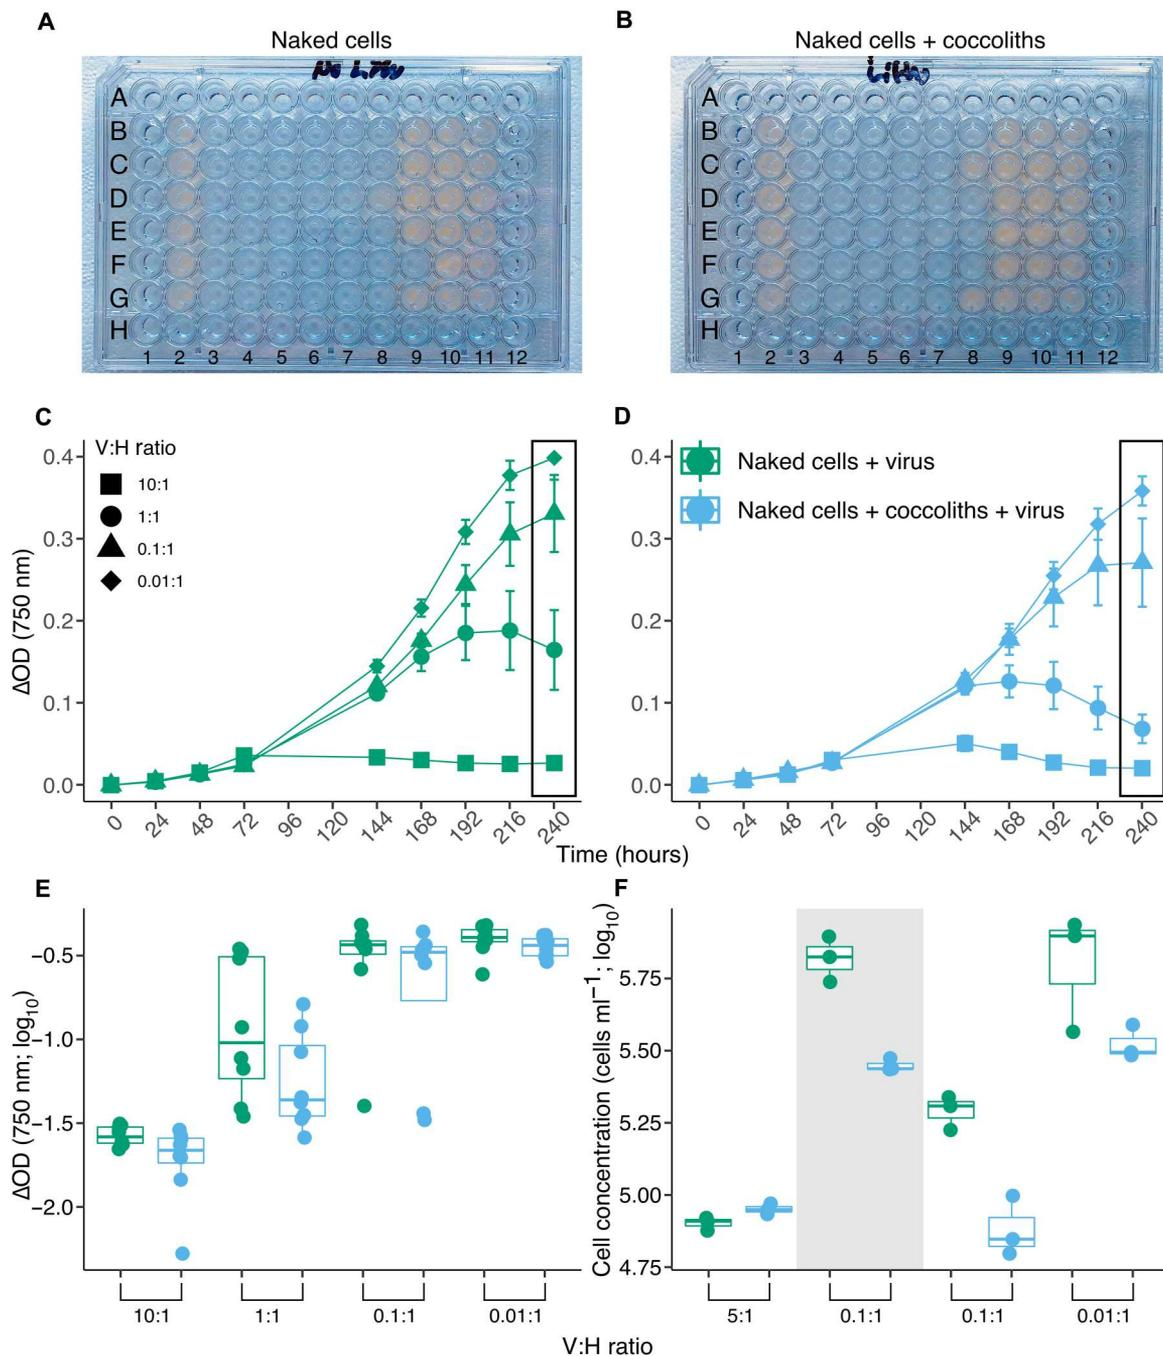 A
B
Naked cells
Naked cells + coccoliths
A
B
C
D
E
F
G
H
1 2 3 4 5 6 7 8 9 10 11 12
A
B
C
D
E
F
G
H
1 2 3 4 5 6 7 8 9 10 11 12
C
ΔOD (750 nm)
0.4
0.3
0.2
0.1
0.0
V:H ratio
10:1
1:1
0.1:1
0.01:1
0 24 48 72 96 120 144 168 192 216 240
D
0.4
0.3
0.2
0.1
0.0
Naked cells + virus
Naked cells + coccoliths + virus
0 24 48 72 96 120 144 168 192 216 240
Time (hours)
E
ΔOD (750 nm; log₁₀)
−0.5
−1.0
−1.5
−2.0
10:1 1:1 0.1:1 0.01:1
F
Cell concentration (cells ml⁻¹; log₁₀)
5.75
5.50
5.25
5.00
4.75
5:1 0.1:1 0.1:1 0.01:1
V:H ratio